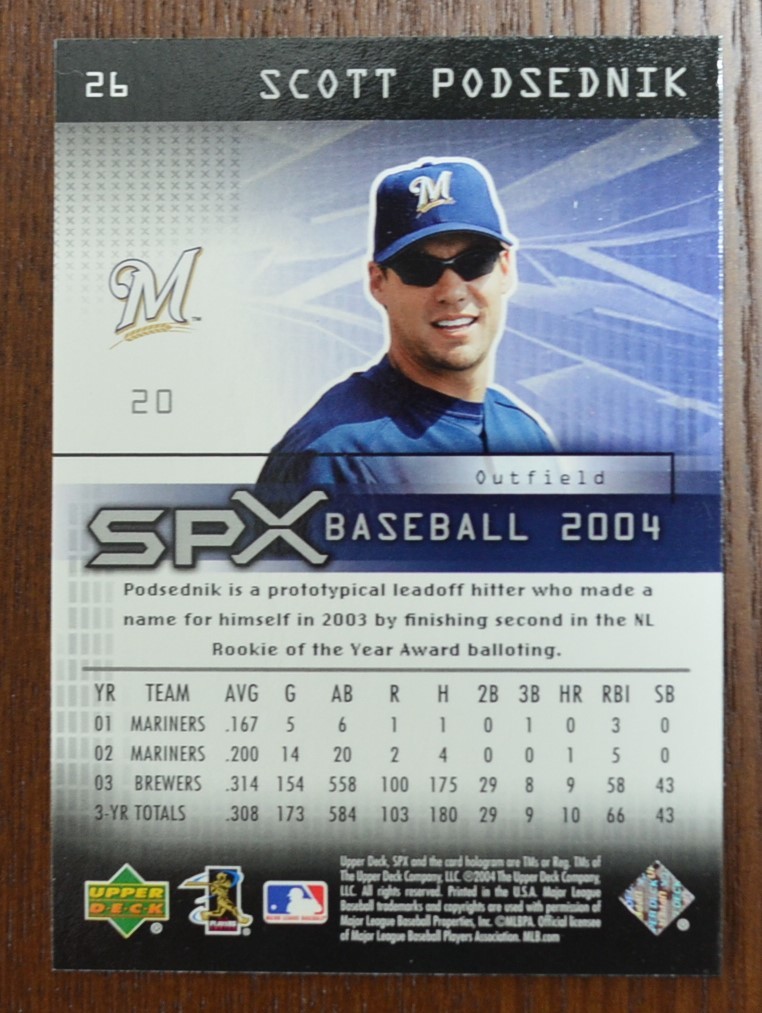 26 SCOTT PODSEDNIK
M
M
TM
20
Outfield
SPX BASEBALL 2004
Podsednik is a prototypical leadoff hitter who made a
name for himself in 2003 by finishing second in the NL
Rookie of the Year Award balloting.
YR TEAM AVG G AB R H 2B 3B HR RBI SB
01 MARINERS .167 5 6 1 1 0 1 0 3 0
02 MARINERS .200 14 20 2 4 0 0 1 5 0
03 BREWERS .314 154 558 100 175 29 8 9 58 43
3-YR TOTALS .308 173 584 103 180 29 9 10 66 43
Upper Deck, SPX and the card hologram are TMs or Reg. TMs of
The Upper Deck Company, LLC. ©2004 The Upper Deck Company,
LLC. All rights reserved. Printed in the U.S.A. Major League
Baseball trademarks and copyrights are used with permission of
Major League Baseball Properties, Inc. ©MLBPA. Official licensee
of Major League Baseball Players Association. MLB.com
UPPER
DECK